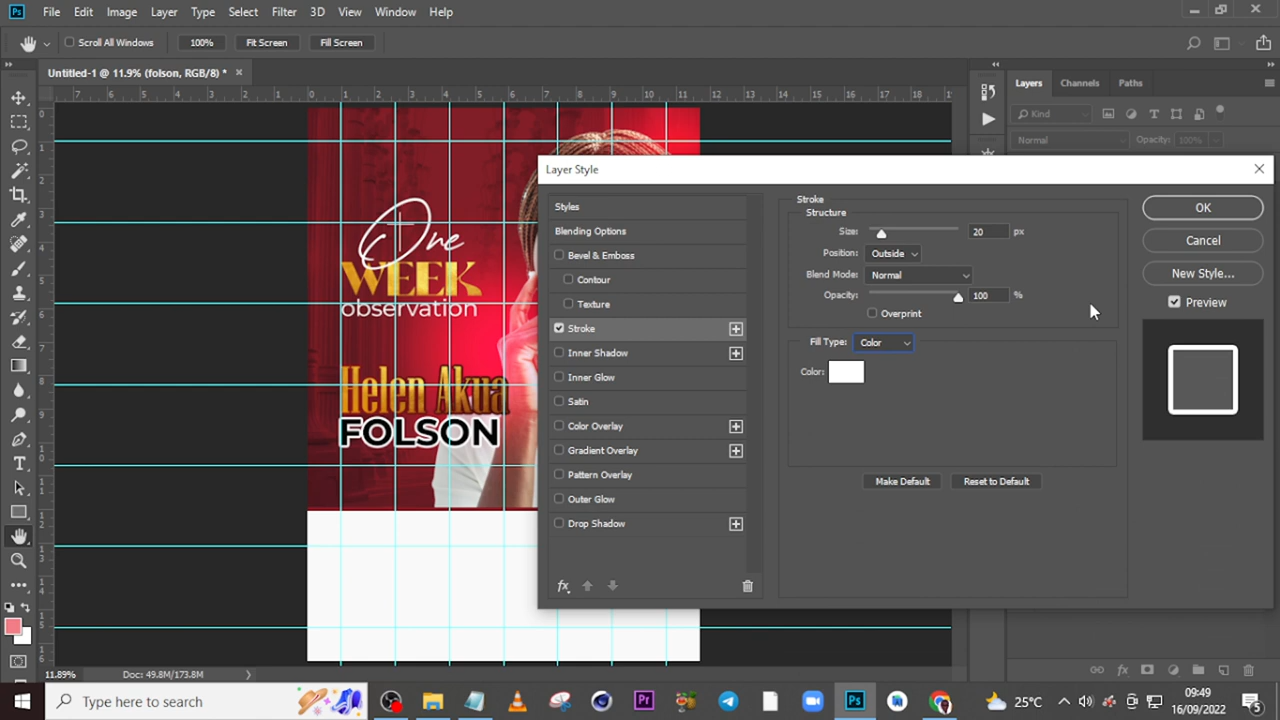 Ps File Edit Image Layer Type Select Filter 3D View Window Help
Scroll All Windows 100% Fit Screen Fill Screen
Untitled-1 @ 11.9% (folson, RGB/8) *
Layers Channels Paths
Kind
Normal Opacity: 100%
One
WEEK
observation
Helen Akua
FOLSON
Layer Style
Styles
Blending Options
Bevel & Emboss
Contour
Texture
Stroke
Inner Shadow
Inner Glow
Satin
Color Overlay
Gradient Overlay
Pattern Overlay
Outer Glow
Drop Shadow
fx
Stroke
Structure
Size: 20 px
Position: Outside
Blend Mode: Normal
Opacity: 100 %
Overprint
Fill Type: Color
Color:
Make Default Reset to Default
OK
Cancel
New Style...
Preview
11.89% Doc: 49.8M/173.8M
Type here to search
25°C
09:49
16/09/2022
5